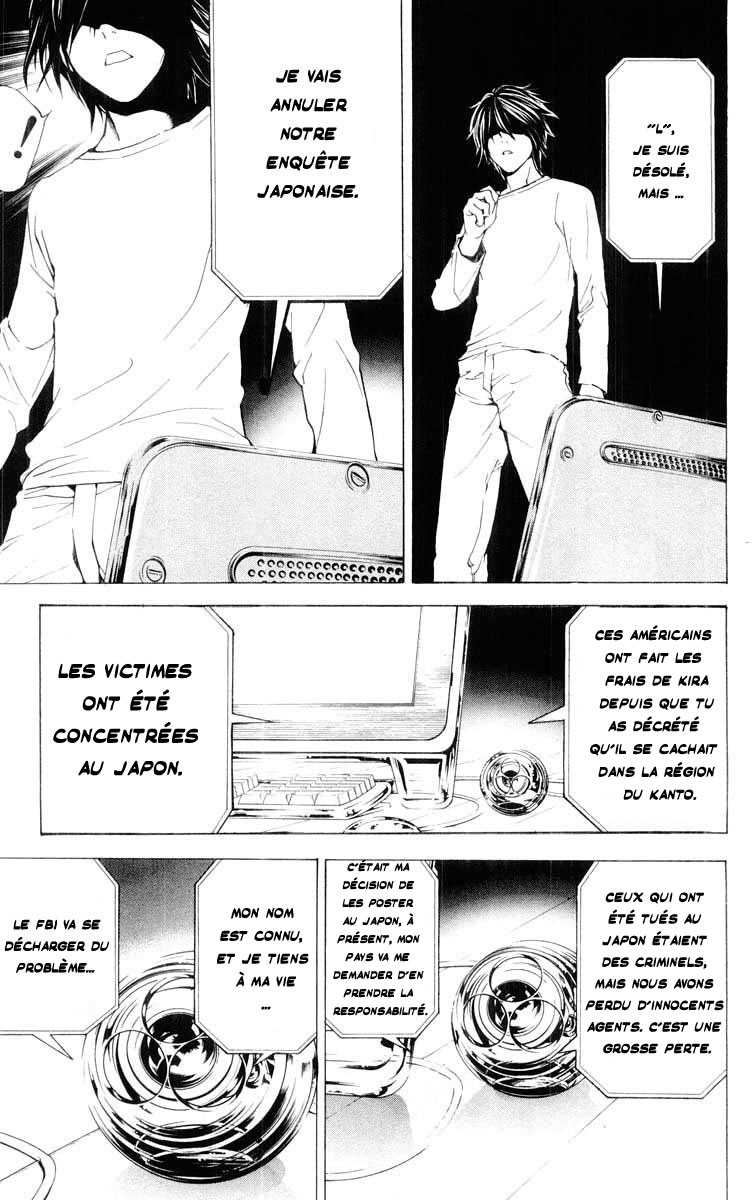 "L",
JE SUIS
DÉSOLÉ,
MAIS ...
JE VAIS
ANNULER
NOTRE
ENQUÊTE
JAPONAISE.
!
CES AMÉRICAINS
ONT FAIT LES
FRAIS DE KIRA
DEPUIS QUE TU
AS DÉCRÉTÉ
QU'IL SE CACHAIT
DANS LA RÉGION
DU KANTO.
LES VICTIMES
ONT ÉTÉ
CONCENTRÉES
AU JAPON.
CEUX QUI ONT
ÉTÉ TUÉS AU
JAPON ÉTAIENT
DES CRIMINELS,
MAIS NOUS AVONS
PERDU D'INNOCENTS
AGENTS. C'EST UNE
GROSSE PERTE.
C'ÉTAIT MA
DÉCISION DE
LES POSTER
AU JAPON, À
PRÉSENT, MON
PAYS VA ME
DEMANDER D'EN
PRENDRE LA
RESPONSABILITÉ.
MON NOM
EST CONNU,
ET JE TIENS
À MA VIE
...
LE FBI VA SE
DÉCHARGER DU
PROBLÈME...